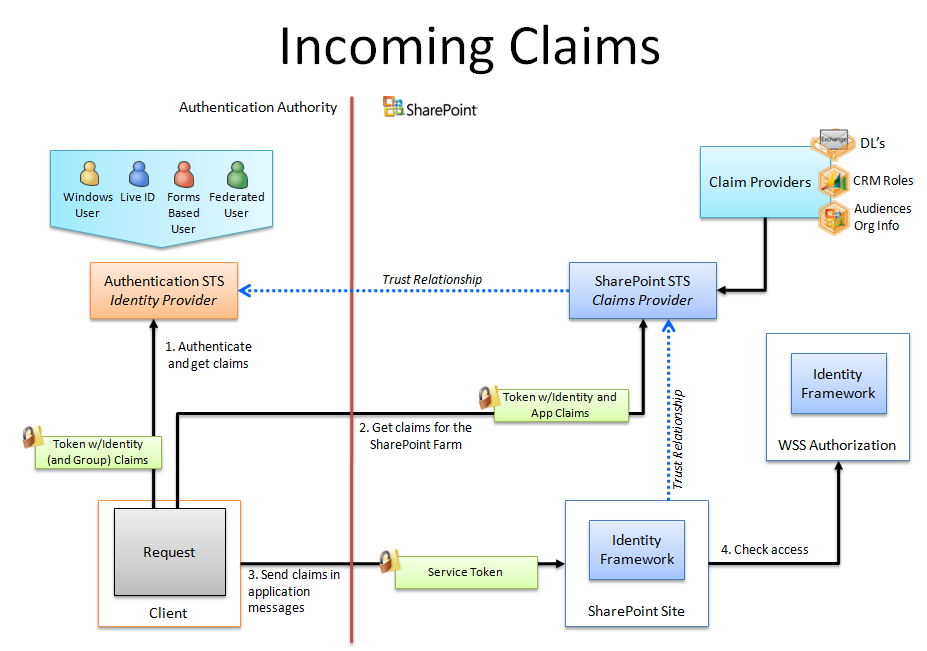 Incoming Claims
Authentication Authority
SharePoint
Windows
User
Live ID
Forms
Based
User
Federated
User
Claim Providers
Exchange
DL's
CRM Roles
Audiences
Org Info
Authentication STS
Identity Provider
Trust Relationship
SharePoint STS
Claims Provider
1. Authenticate
and get claims
Identity
Framework
WSS Authorization
Token w/Identity and
App Claims
2. Get claims for the
SharePoint Farm
Trust Relationship
Token w/Identity
(and Group) Claims
Request
Client
3. Send claims in
application
messages
Service Token
Identity
Framework
SharePoint Site
4. Check access